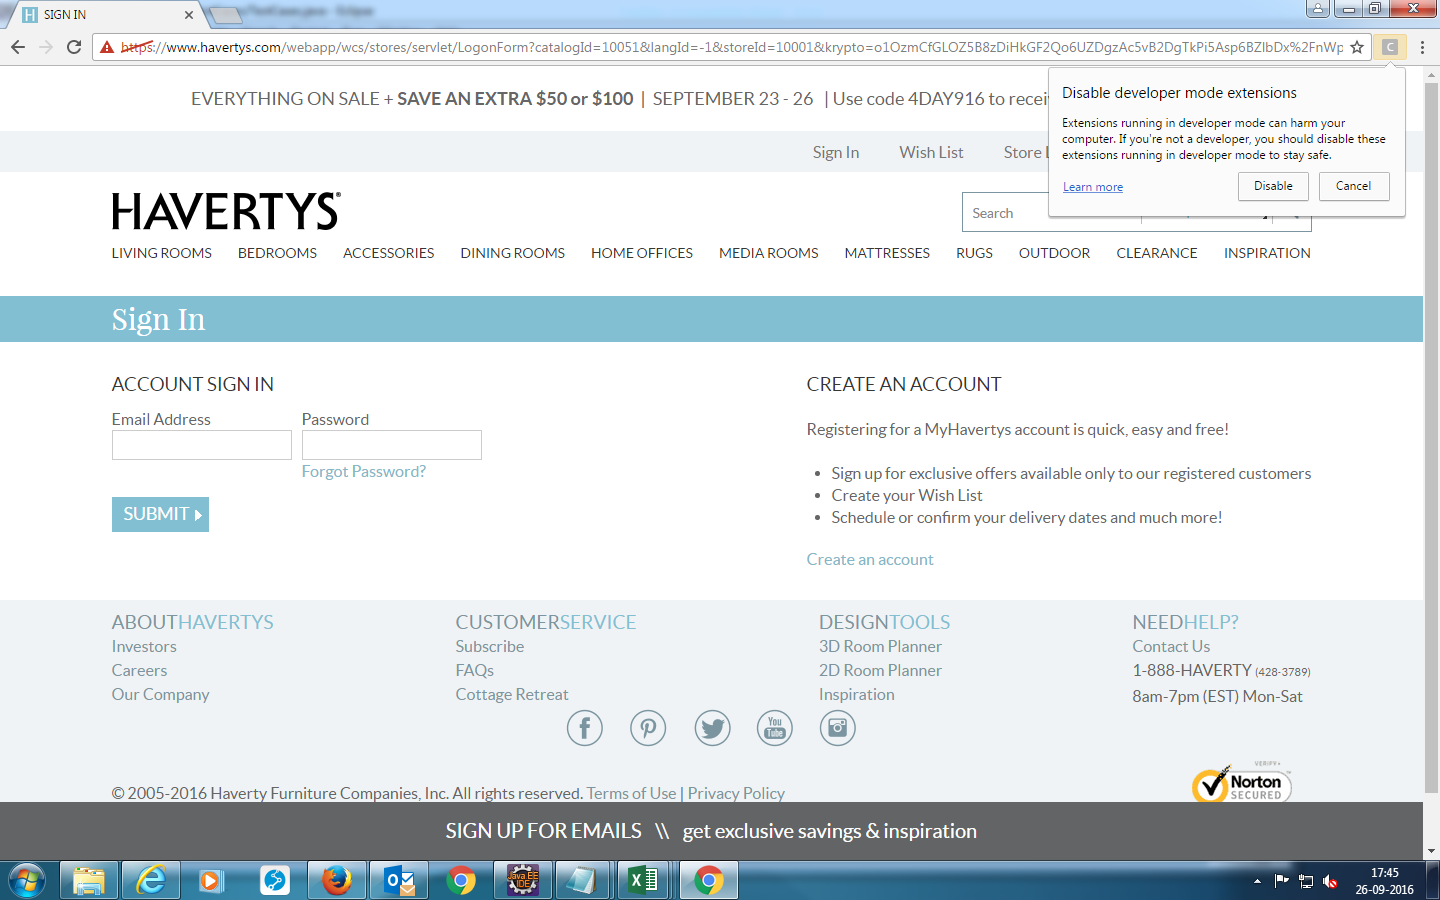 SIGN IN
https://www.havertys.com/webapp/wcs/stores/servlet/LogonForm?catalogId=10051&langId=-1&storeId=10001&krypto=o1OzmCfGLOZ5B8zDiHkGF2Qo6UZDgzAc5vB2DgTkPi5Asp6BZlbDx%2FnWp
C
EVERYTHING ON SALE + SAVE AN EXTRA $50 or $100 | SEPTEMBER 23 - 26 | Use code 4DAY916 to recei
Disable developer mode extensions
Extensions running in developer mode can harm your
computer. If you're not a developer, you should disable these
extensions running in developer mode to stay safe.
Learn more
Disable
Cancel
Sign In Wish List Store
HAVERTYS
Search
LIVING ROOMS BEDROOMS ACCESSORIES DINING ROOMS HOME OFFICES MEDIA ROOMS MATTRESSES RUGS OUTDOOR CLEARANCE INSPIRATION
Sign In
ACCOUNT SIGN IN
Email Address Password
Forgot Password?
SUBMIT
CREATE AN ACCOUNT
Registering for a MyHavertys account is quick, easy and free!
• Sign up for exclusive offers available only to our registered customers
• Create your Wish List
• Schedule or confirm your delivery dates and much more!
Create an account
ABOUTHAVERTYS
Investors
Careers
Our Company
CUSTOMERSERVICE
Subscribe
FAQs
Cottage Retreat
DESIGNTOOLS
3D Room Planner
2D Room Planner
Inspiration
NEEDHELP?
Contact Us
1-888-HAVERTY (428-3789)
8am-7pm (EST) Mon-Sat
You
Tube
© 2005-2016 Haverty Furniture Companies, Inc. All rights reserved. Terms of Use | Privacy Policy
VERIFY
Norton
SECURED
SIGN UP FOR EMAILS \\ get exclusive savings & inspiration
Java EE
IDE
17:45
26-09-2016